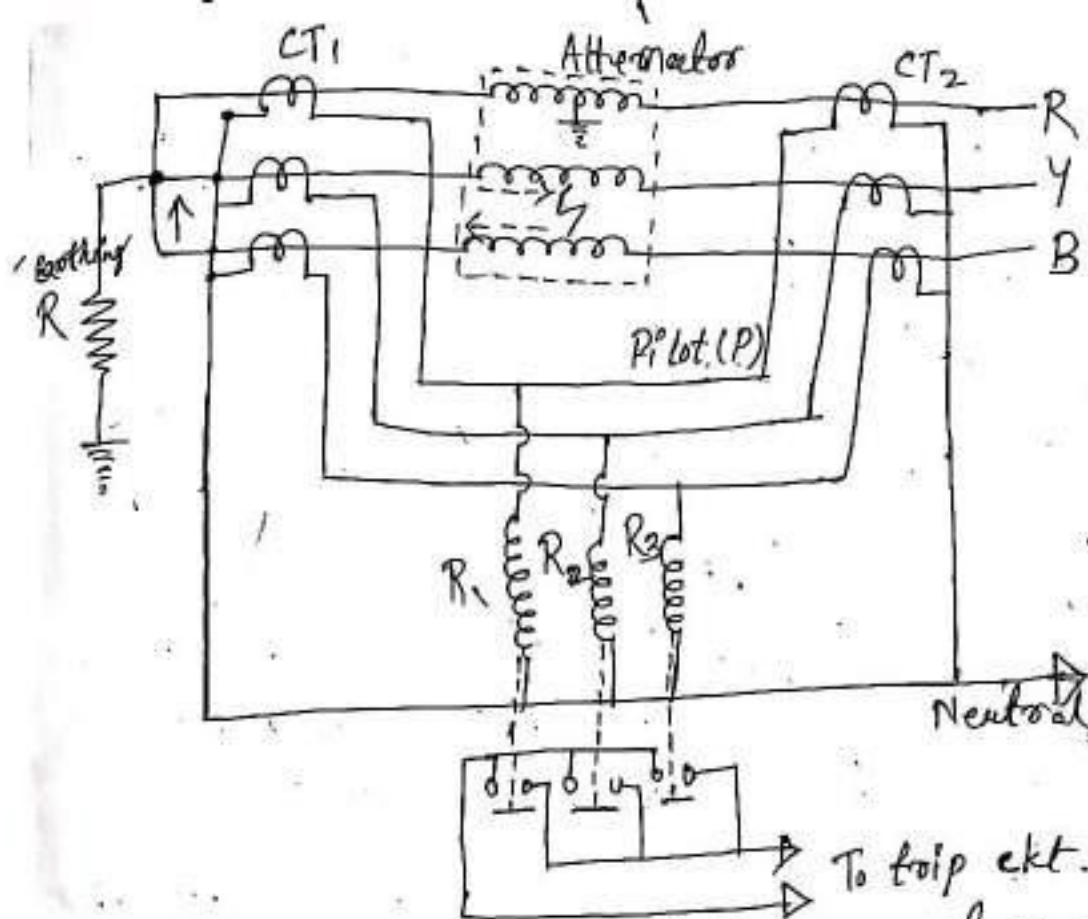 CT1
Alternator
CT2
R
Y
B
Earthing
R
Pilot (P)
R1
R2
R3
Neutral
To trip ckt.